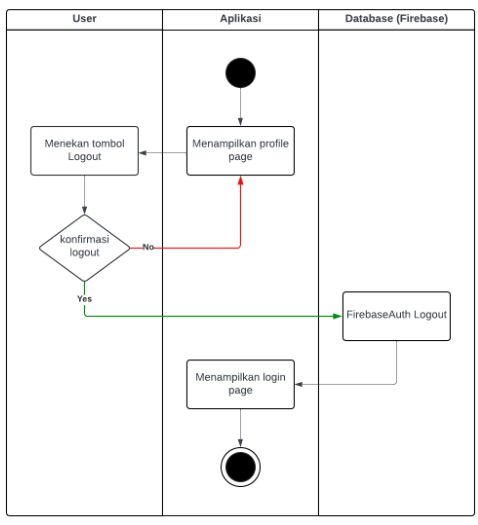 User
Aplikasi
Database (Firebase)
Menekan tombol
Logout
Menampilkan profile
page
konfirmasi
logout
No
Yes
FirebaseAuth Logout
Menampilkan login
page